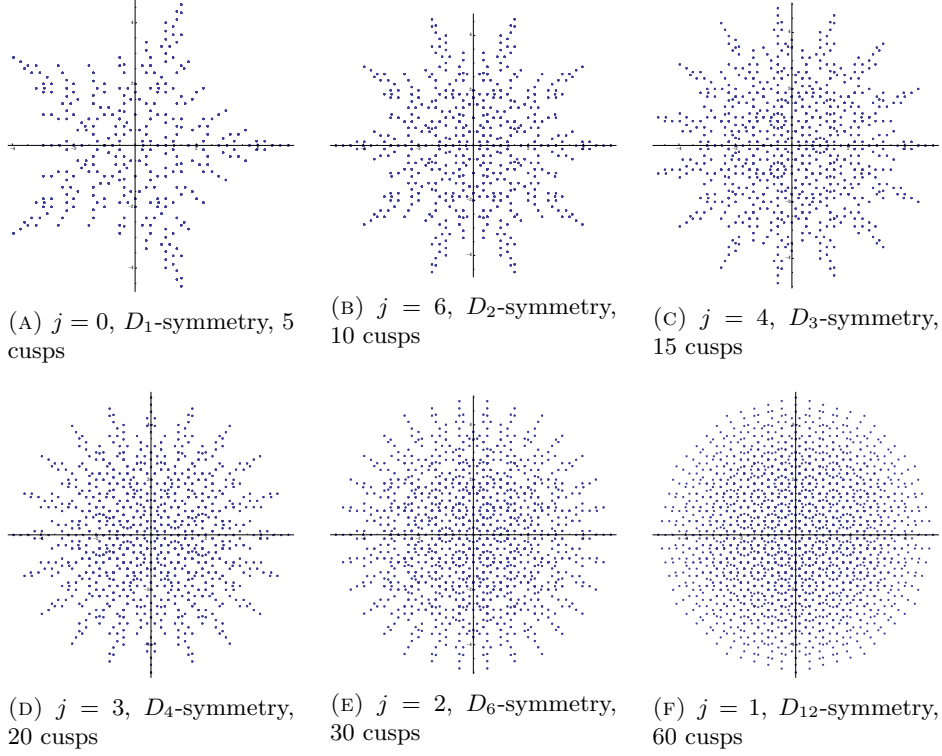 (A) j = 0, D₁-symmetry, 5
cusps
(B) j = 6, D₂-symmetry,
10 cusps
(C) j = 4, D₃-symmetry,
15 cusps
(D) j = 3, D₄-symmetry,
20 cusps
(E) j = 2, D₆-symmetry,
30 cusps
(F) j = 1, D₁₂-symmetry,
60 cusps